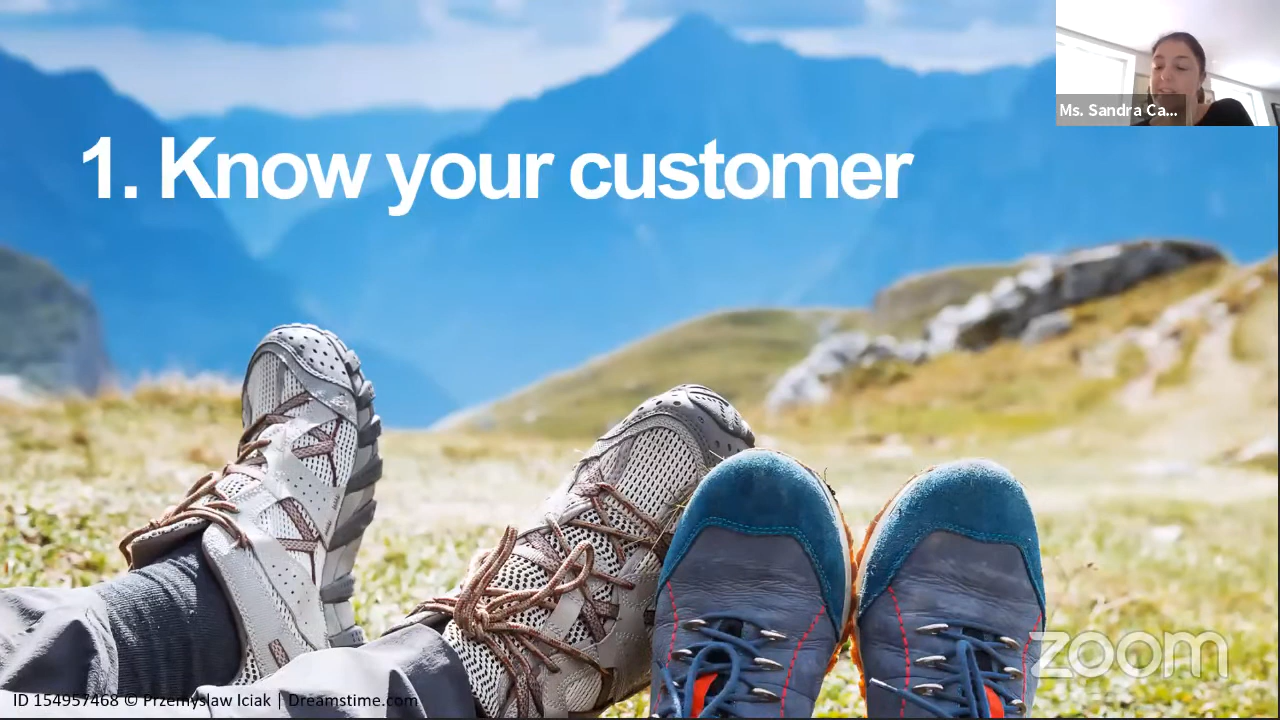 1. Know your customer
Ms. Sandra Ca...
zoom
ID 154957468 © Przemyslaw Iciak | Dreamstime.com